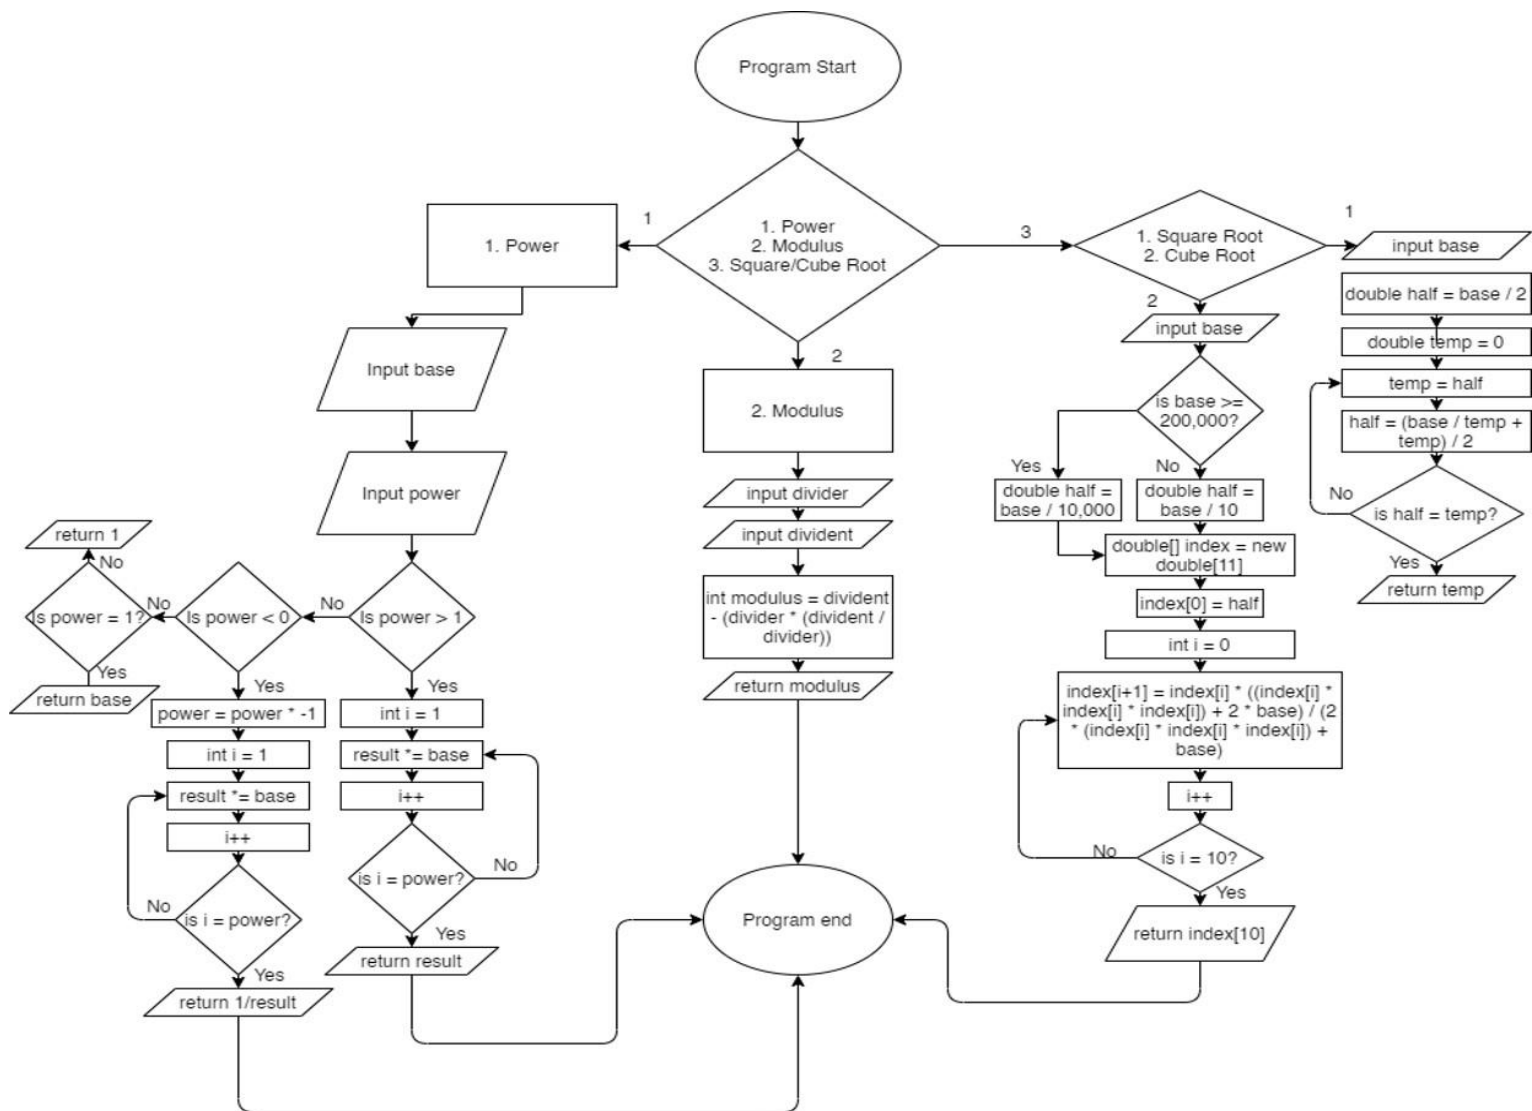 Program Start
1. Power
2. Modulus
3. Square/Cube Root
1
1. Power
Input base
Input power
Is power > 1
No
Is power < 0
No
Is power = 1?
No
return 1
Yes
return base
Yes
power = power * -1
int i = 1
result *= base
i++
is i = power?
No
Yes
return 1/result
Yes
int i = 1
result *= base
i++
is i = power?
No
Yes
return result
2
2. Modulus
input divider
input divident
int modulus = divident
- (divider * (divident /
divider))
return modulus
Program end
3
1. Square Root
2. Cube Root
2
input base
is base >=
200,000?
Yes
double half =
base / 10,000
No
double half =
base / 10
double[] index = new
double[11]
index[0] = half
int i = 0
index[i+1] = index[i] * ((index[i] *
index[i] * index[i]) + 2 * base) / (2
* (index[i] * index[i] * index[i]) +
base)
i++
is i = 10?
No
Yes
return index[10]
1
input base
double half = base / 2
double temp = 0
temp = half
half = (base / temp +
temp) / 2
is half = temp?
No
Yes
return temp